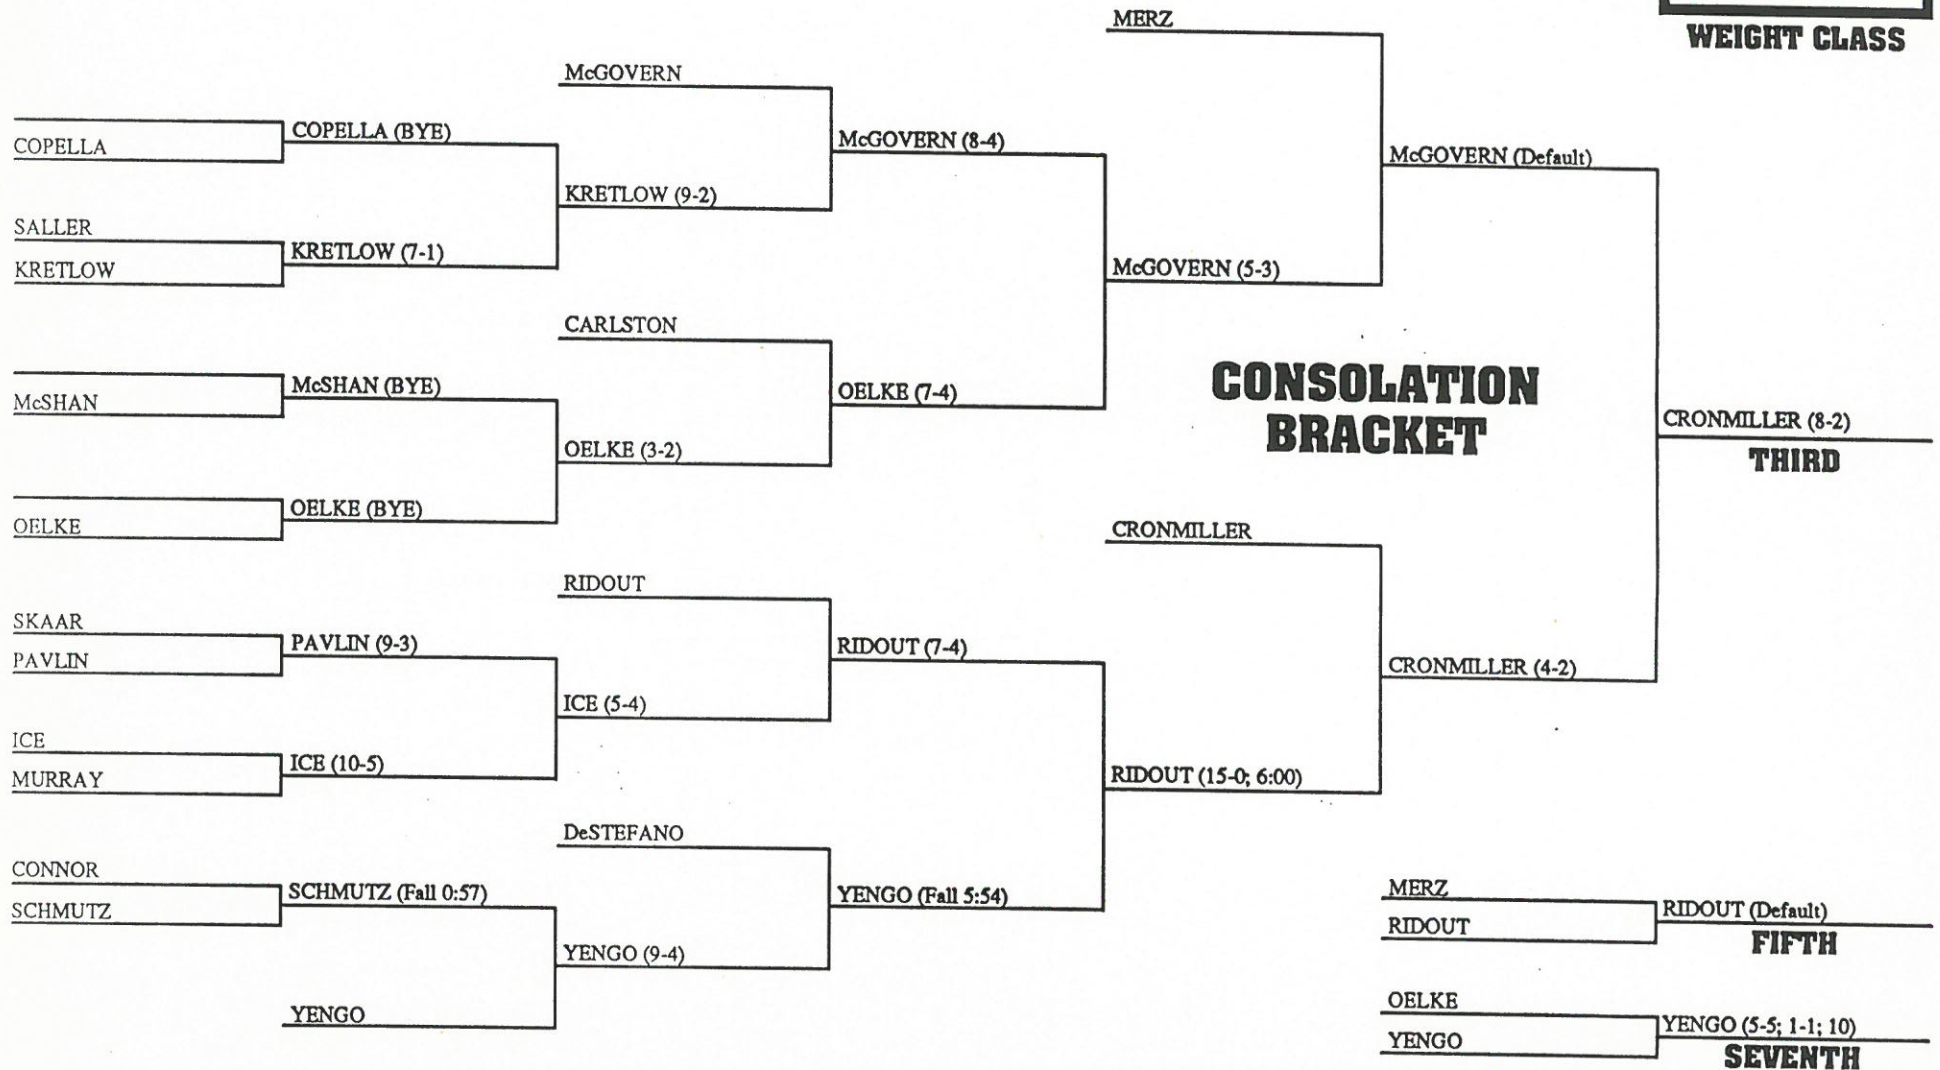 WEIGHT CLASS
COPELLA
SALLER
KRETLOW
McSHAN
OELKE
SKAAR
PAVLIN
ICE
MURRAY
CONNOR
SCHMUTZ
COPELLA (BYE)
KRETLOW (7-1)
McSHAN (BYE)
OELKE (BYE)
PAVLIN (9-3)
ICE (10-5)
SCHMUTZ (Fall 0:57)
YENGO
McGOVERN
KRETLOW (9-2)
CARLSTON
OELKE (3-2)
RIDOUT
ICE (5-4)
DeSTEFANO
YENGO (9-4)
McGOVERN (8-4)
OELKE (7-4)
RIDOUT (7-4)
YENGO (Fall 5:54)
MERZ
McGOVERN (5-3)
CONSOLATION
BRACKET
CRONMILLER
RIDOUT (15-0; 6:00)
McGOVERN (Default)
CRONMILLER (4-2)
CRONMILLER (8-2)
THIRD
MERZ
RIDOUT
RIDOUT (Default)
FIFTH
OELKE
YENGO
YENGO (5-5; 1-1; 10)
SEVENTH